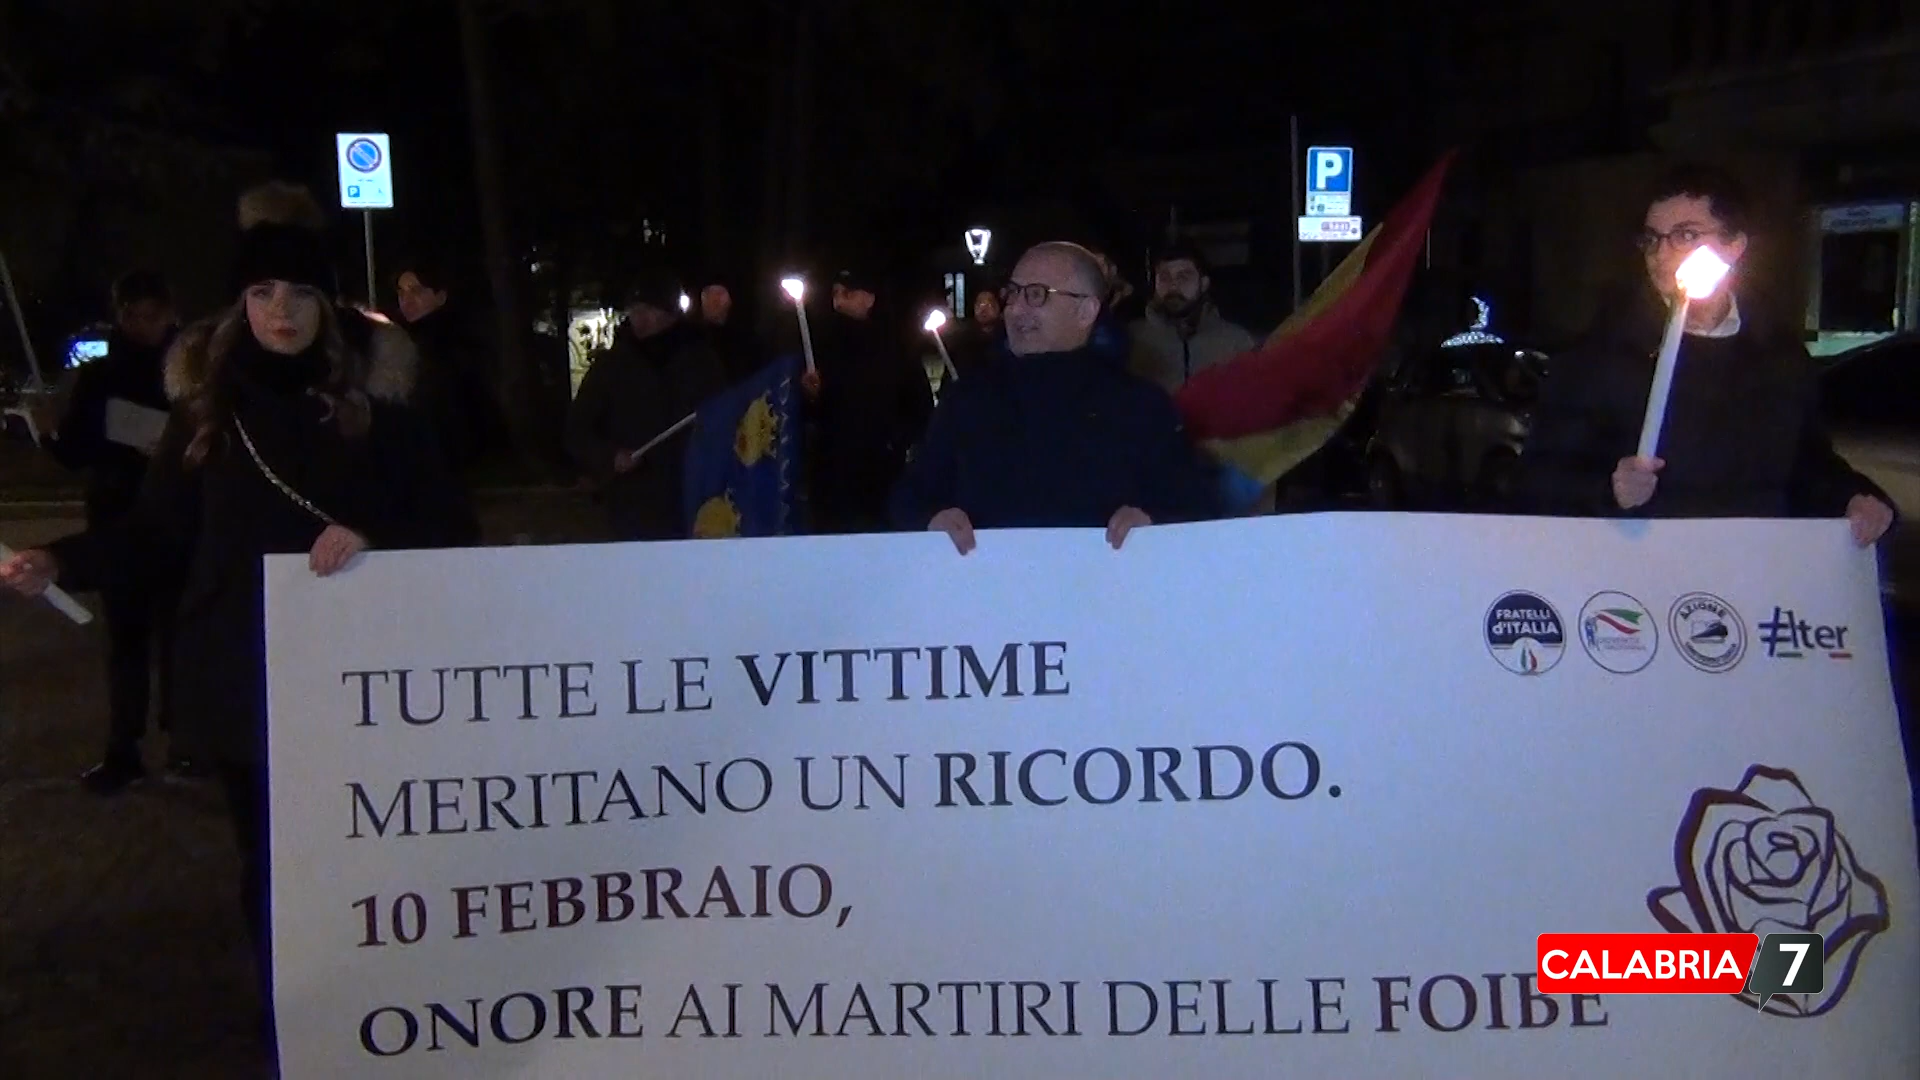 P
FRATELLI
d'ITALIA
AZIONE
#Alter
TUTTE LE VITTIME
MERITANO UN RICORDO.
10 FEBBRAIO,
ONORE AI MARTIRI DELLE FOIBE
CALABRIA 7